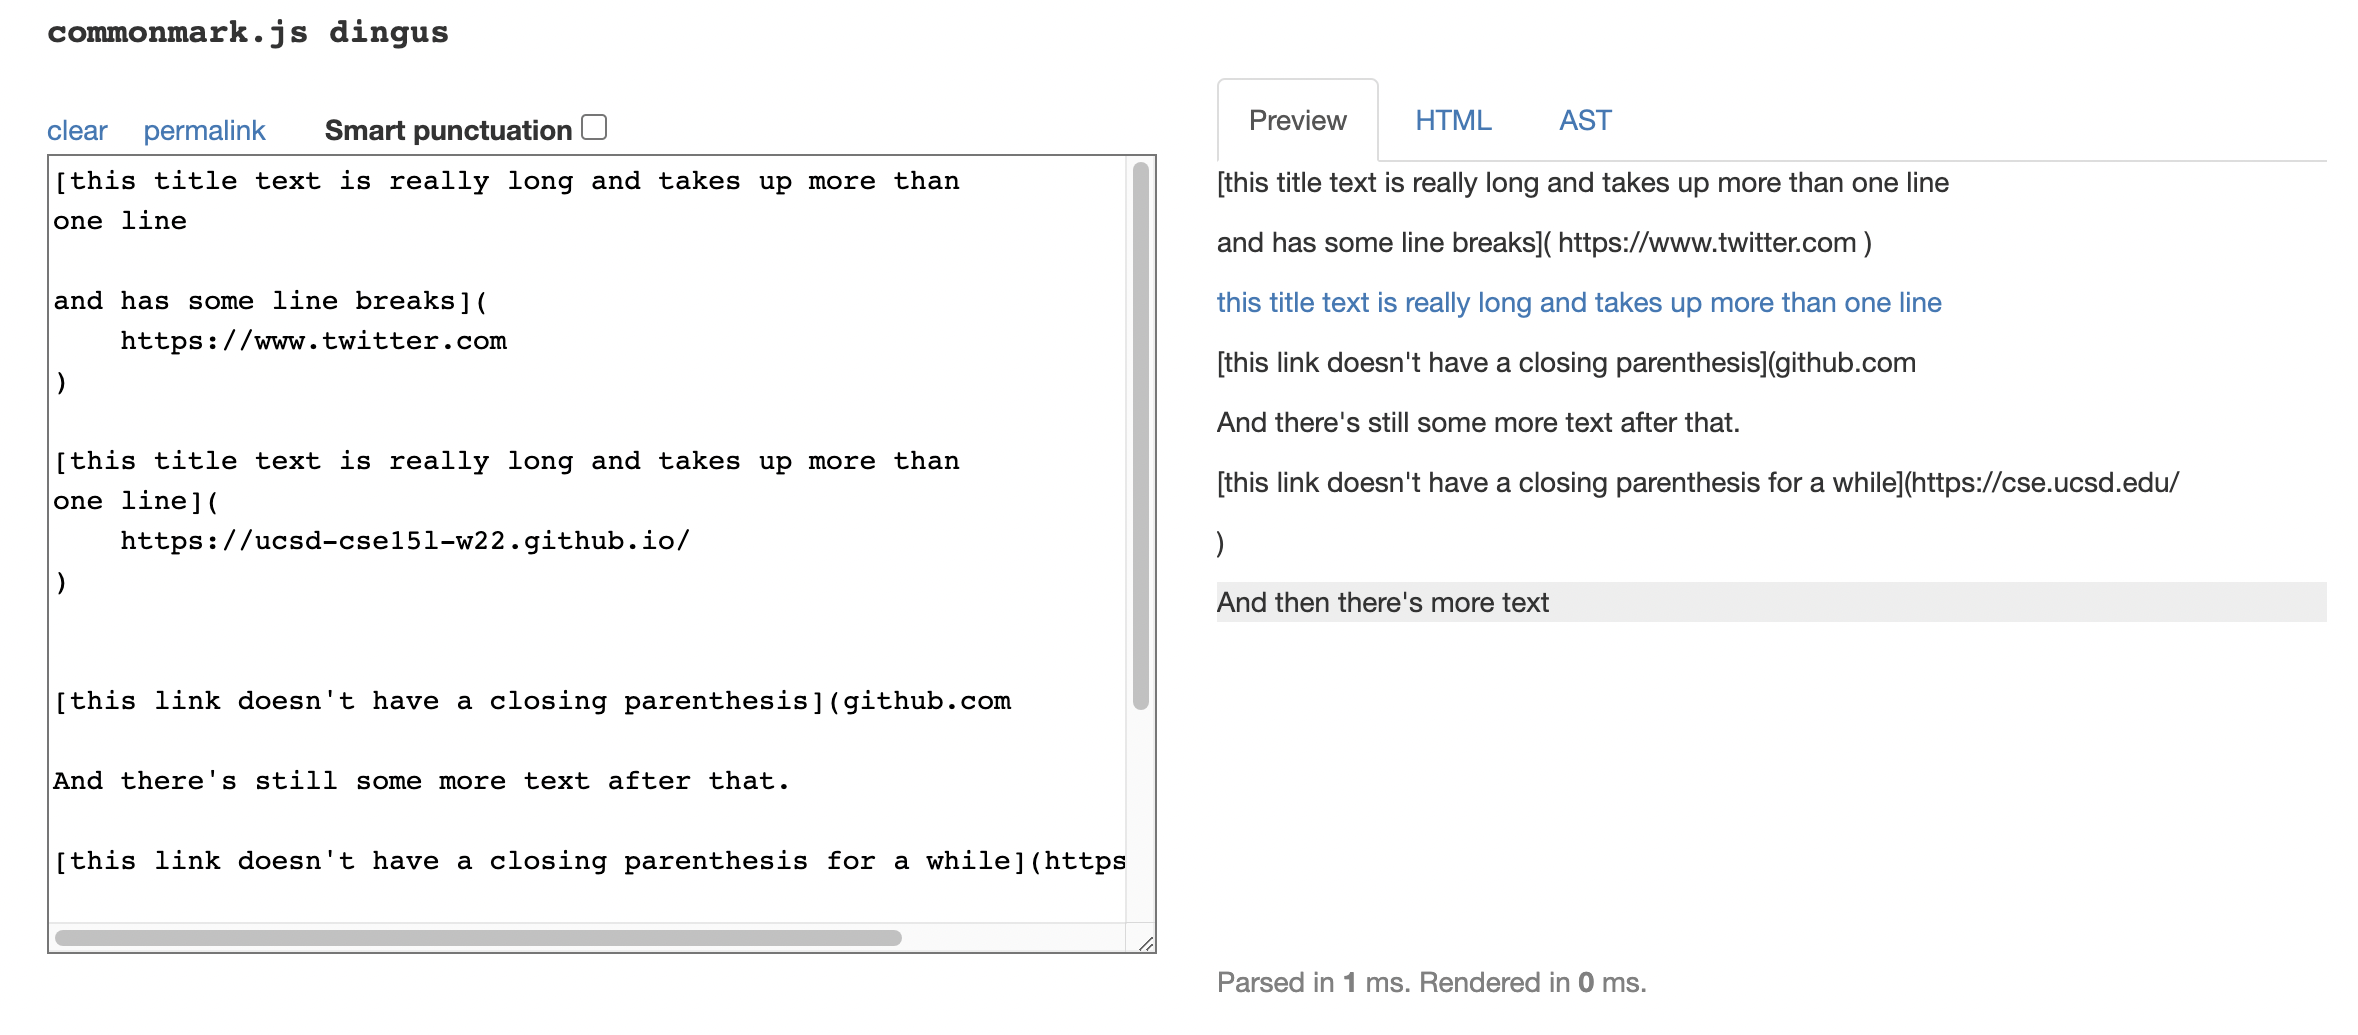 commonmark.js dingus
clear permalink Smart punctuation
[this title text is really long and takes up more than
one line
and has some line breaks](
https://www.twitter.com
)
[this title text is really long and takes up more than
one line](
https://ucsd-cse15l-w22.github.io/
)
[this link doesn't have a closing parenthesis](github.com
And there's still some more text after that.
[this link doesn't have a closing parenthesis for a while](https
Preview HTML AST
[this title text is really long and takes up more than one line
and has some line breaks]( https://www.twitter.com )
this title text is really long and takes up more than one line
[this link doesn't have a closing parenthesis](github.com
And there's still some more text after that.
[this link doesn't have a closing parenthesis for a while](https://cse.ucsd.edu/
)
And then there's more text
Parsed in 1 ms. Rendered in 0 ms.